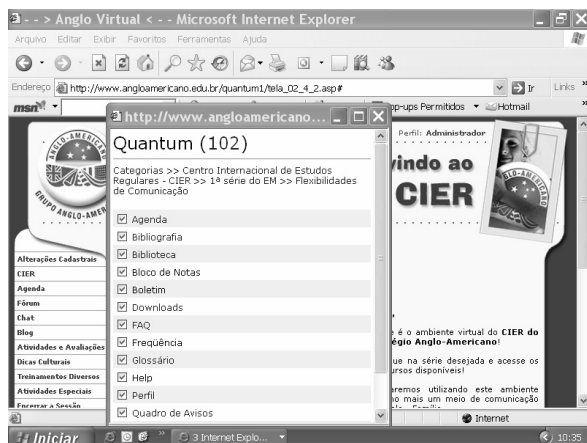 - - > Anglo Virtual < - - Microsoft Internet Explorer
Arquivo Editar Exibir Favoritos Ferramentas Ajuda
Endereço http://www.angloamericano.edu.br/quantum1/tela_02_4_2.asp# Ir Links »
msn pop-ups Permitidos Hotmail »
http://www.angloamericano...
Quantum (102)
Categorias >> Centro Internacional de Estudos
Regulares - CIER >> 1ª série do EM >> Flexibilidades
de Comunicação
Agenda
Bibliografia
Biblioteca
Bloco de Notas
Boletim
Downloads
FAQ
Freqüência
Glossário
Help
Perfil
Quadro de Avisos
GRUPO ANGLO-AMER
Alterações Cadastrais
CIER
Agenda
Fórum
Chat
Blog
Atividades e Avaliações
Dicas Culturais
Treinamentos Diversos
Atividades Especiais
Encerrar a Sessão
Perfil: Administrador
vindo ao
CIER
e é o ambiente virtual do CIER do
égio Anglo-Americano!
ue na série desejada e acesse os
ursos disponíveis!
aremos utilizando este ambiente
no mais um meio de comunicação
Internet
Iniciar » 3 Internet Explo... 10:35